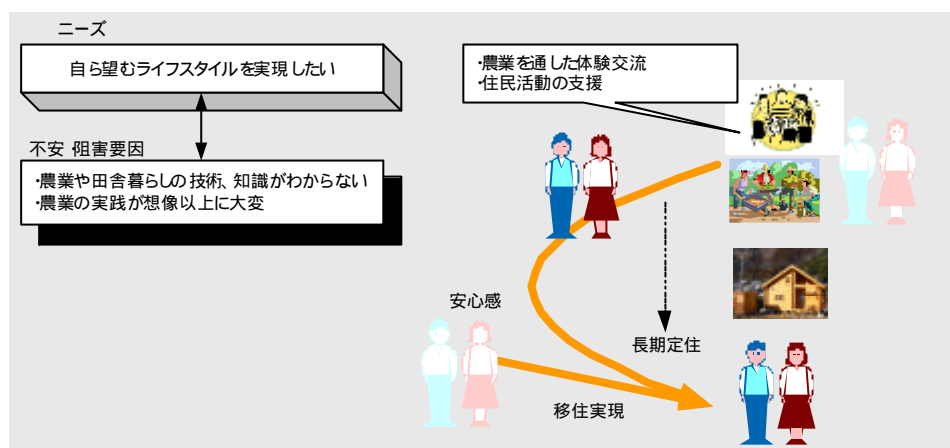 ニーズ
自ら望むライフスタイルを実現したい
不安・阻害要因
・農業や田舎暮らしの技術、知識がわからない
・農業の実践が想像以上に大変
・農業を通した体験交流
・住民活動の支援
安心感
長期定住
移住実現